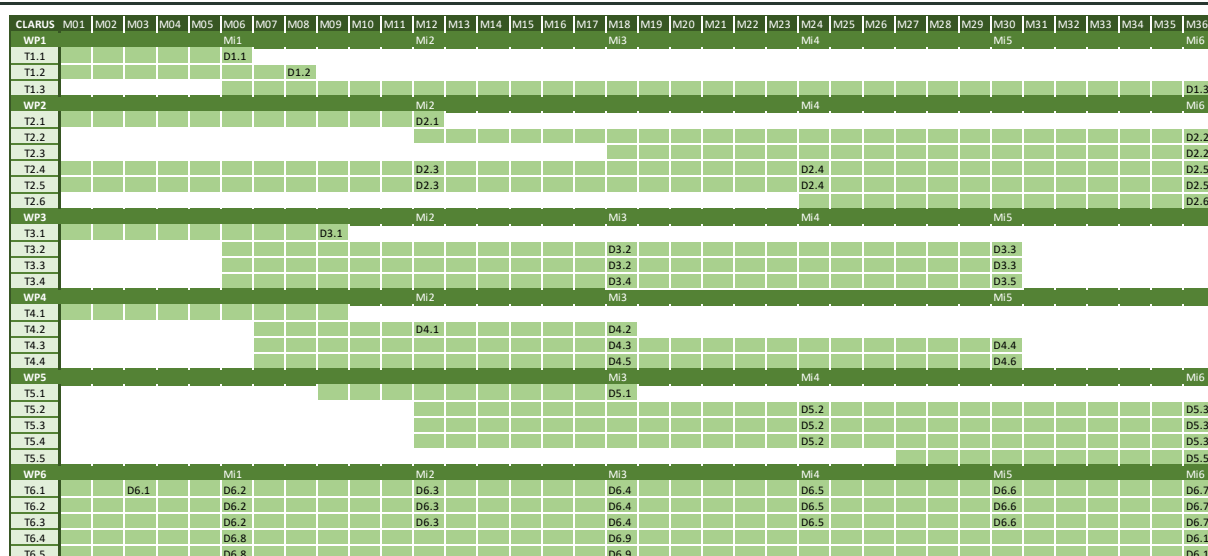 CLARUS M01 M02 M03 M04 M05 M06 M07 M08 M09 M10 M11 M12 M13 M14 M15 M16 M17 M18 M19 M20 M21 M22 M23 M24 M25 M26 M27 M28 M29 M30 M31 M32 M33 M34 M35 M36
WP1 Mi1 Mi2 Mi3 Mi4 Mi5 Mi6
T1.1 D1.1
T1.2 D1.2
T1.3 D1.3
WP2 Mi2 Mi4 Mi6
T2.1 D2.1
T2.2 D2.2
T2.3 D2.2
T2.4 D2.3 D2.4 D2.5
T2.5 D2.3 D2.4 D2.5
T2.6 D2.6
WP3 Mi2 Mi3 Mi4 Mi5
T3.1 D3.1
T3.2 D3.2 D3.3
T3.3 D3.2 D3.3
T3.4 D3.4 D3.5
WP4 Mi2 Mi3 Mi5
T4.1
T4.2 D4.1 D4.2
T4.3 D4.3 D4.4
T4.4 D4.5 D4.6
WP5 Mi3 Mi4 Mi6
T5.1 D5.1
T5.2 D5.2 D5.3
T5.3 D5.2 D5.3
T5.4 D5.2 D5.3
T5.5 D5.5
WP6 Mi1 Mi2 Mi3 Mi4 Mi5 Mi6
T6.1 D6.1 D6.2 D6.3 D6.4 D6.5 D6.6 D6.7
T6.2 D6.2 D6.3 D6.4 D6.5 D6.6 D6.7
T6.3 D6.2 D6.3 D6.4 D6.5 D6.6 D6.7
T6.4 D6.8 D6.9 D6.1
T6.5 D6.8 D6.9 D6.1